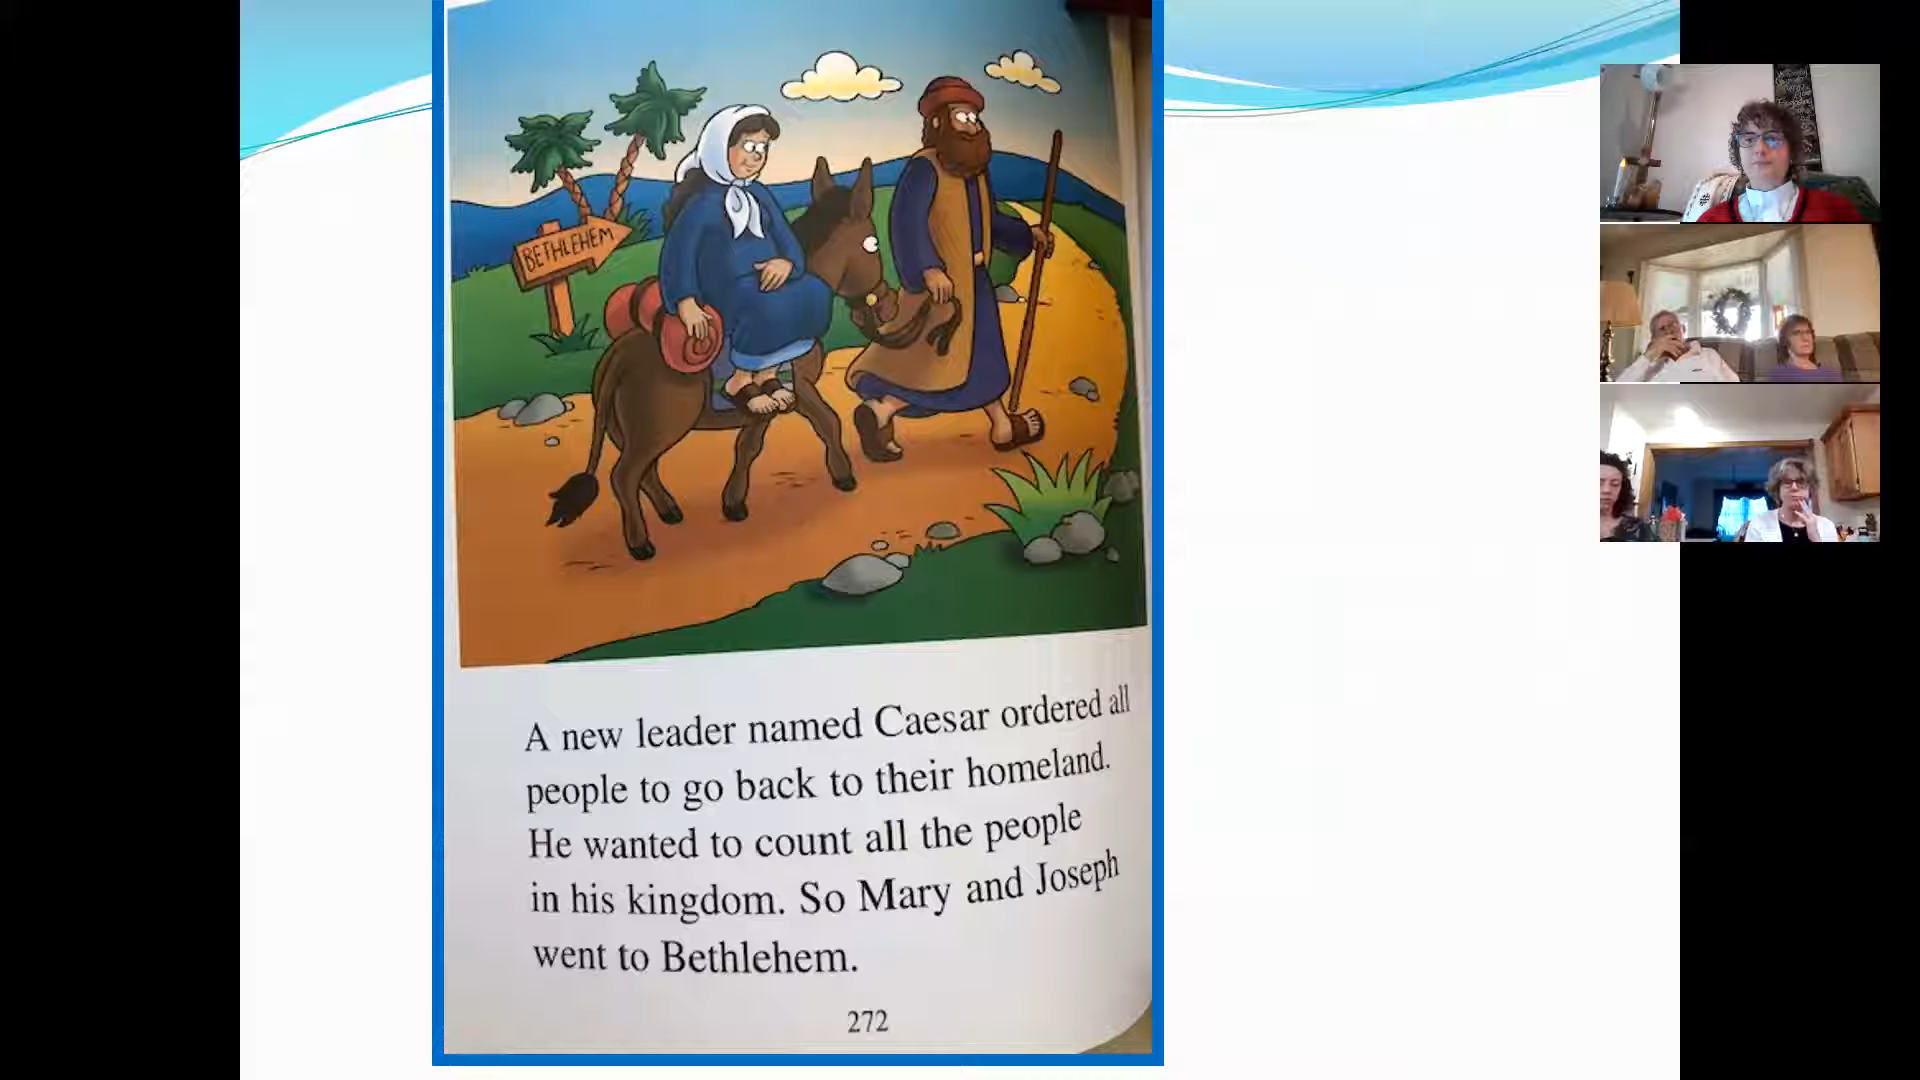 BETHLEHEM
A new leader named Caesar ordered all
people to go back to their homeland.
He wanted to count all the people
in his kingdom. So Mary and Joseph
went to Bethlehem.
272